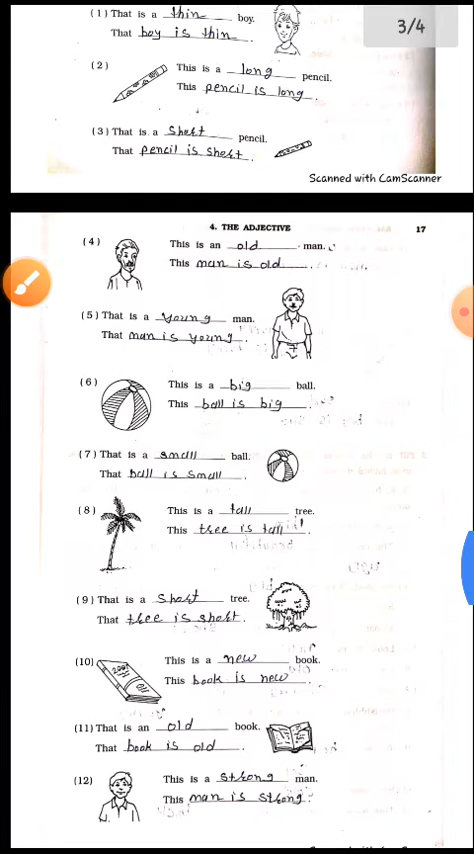 (1) That is a thin boy.
3/4
That boy is thin.
(2) This is a long pencil.
This pencil is long.
(3) That is a short pencil.
That pencil is short.
Scanned with CamScanner
4. THE ADJECTIVE 17
(4) This is an old man.
This man is old.
(5) That is a young man.
That man is young.
(6) This is a big ball.
This ball is big.
(7) That is a small ball.
That ball is small.
(8) This is a tall tree.
This tree is tall.
(9) That is a short tree.
That tree is short.
(10) This is a new book.
This book is new.
(11) That is an old book.
That book is old.
(12) This is a strong man.
This man is strong.